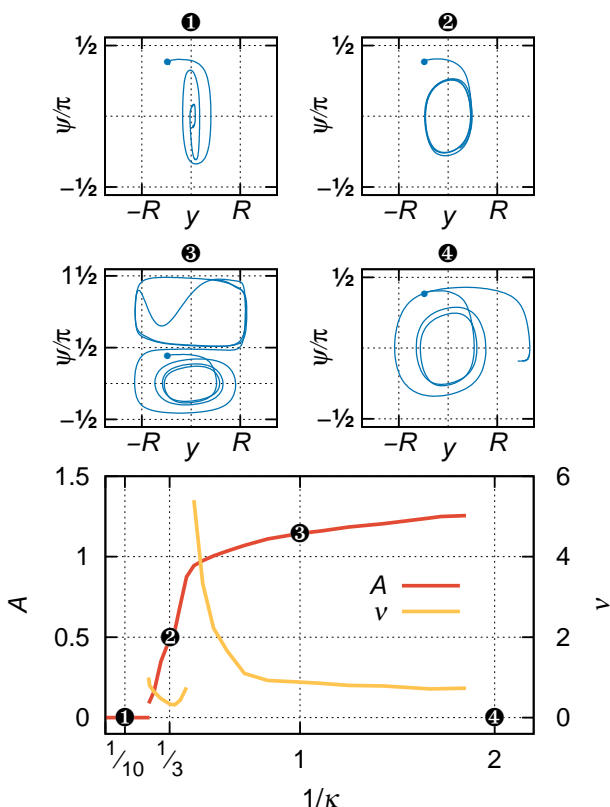 ❶ ❷
½ ½
ψ/π ψ/π
–½ –½
–R y R –R y R
❸ ❹
1½ ½
ψ/π ½ ψ/π
–½ –½
–R y R –R y R
1.5 6
1 ❸ 4
A
ν
A ν
0.5 ❷ 2
0 ❶ ❹ 0
1/10 1/3 1 2
1/κ